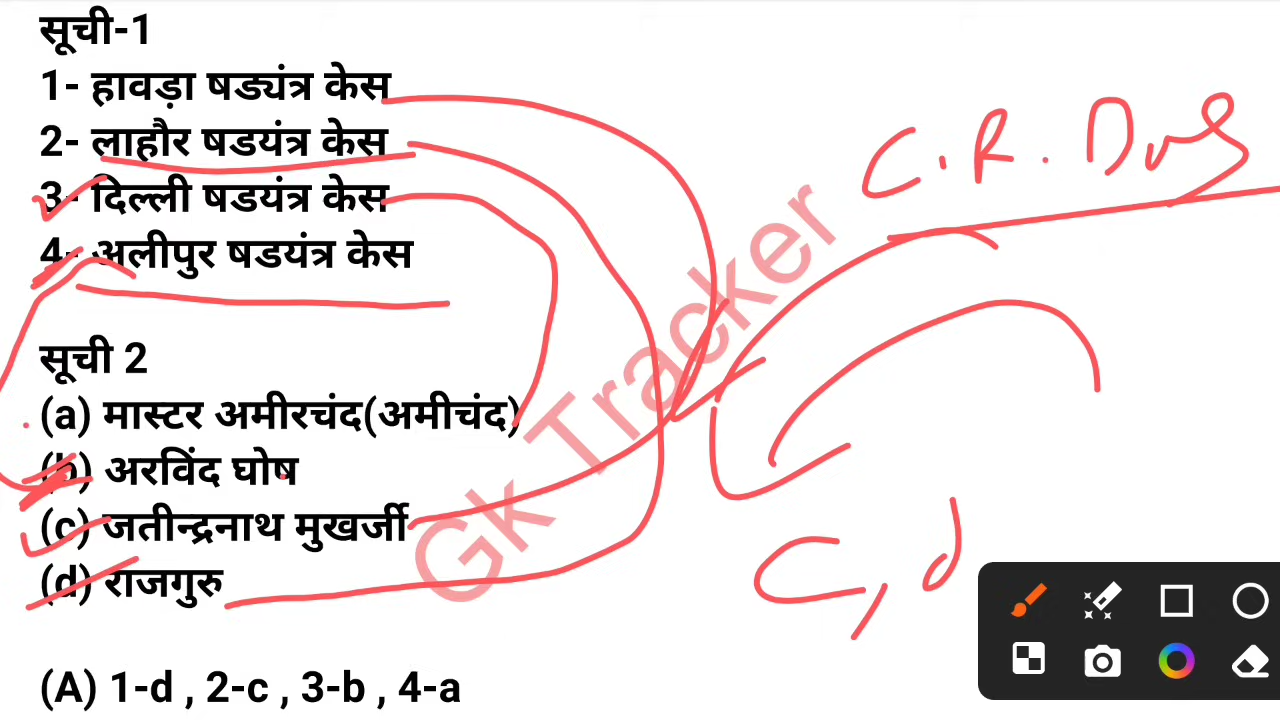 सूची-1
1- हावड़ा षड्यंत्र केस
2- लाहौर षडयंत्र केस
3- दिल्ली षडयंत्र केस
4- अलीपुर षडयंत्र केस
C.R. Das
सूची 2
(a) मास्टर अमीरचंद(अमीचंद)
(b) अरविंद घोष
(c) जतीन्द्रनाथ मुखर्जी
(d) राजगुरु
C, d
(A) 1-d , 2-c , 3-b , 4-a
Gk Tracker